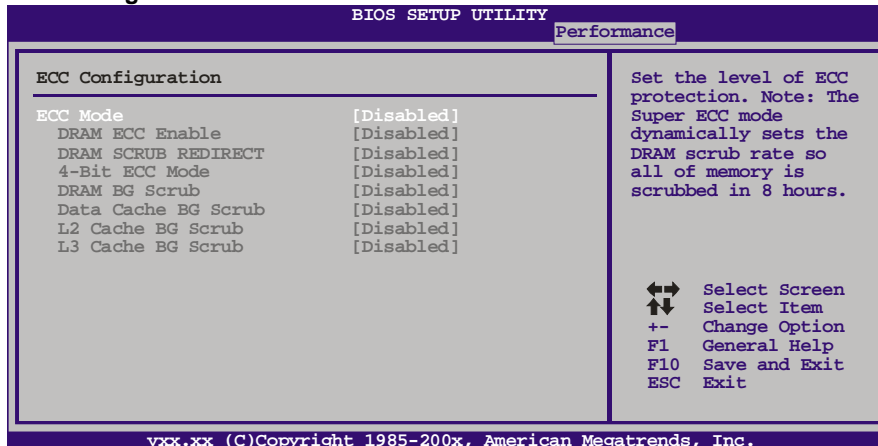 BIOS SETUP UTILITY
Performance
ECC Configuration
ECC Mode [Disabled]
DRAM ECC Enable [Disabled]
DRAM SCRUB REDIRECT [Disabled]
4-Bit ECC Mode [Disabled]
DRAM BG Scrub [Disabled]
Data Cache BG Scrub [Disabled]
L2 Cache BG Scrub [Disabled]
L3 Cache BG Scrub [Disabled]
Set the level of ECC
protection. Note: The
Super ECC mode
dynamically sets the
DRAM scrub rate so
all of memory is
scrubbed in 8 hours.
Select Screen
Select Item
+- Change Option
F1 General Help
F10 Save and Exit
ESC Exit
vxx.xx (C)Copyright 1985-200x, American Megatrends, Inc.